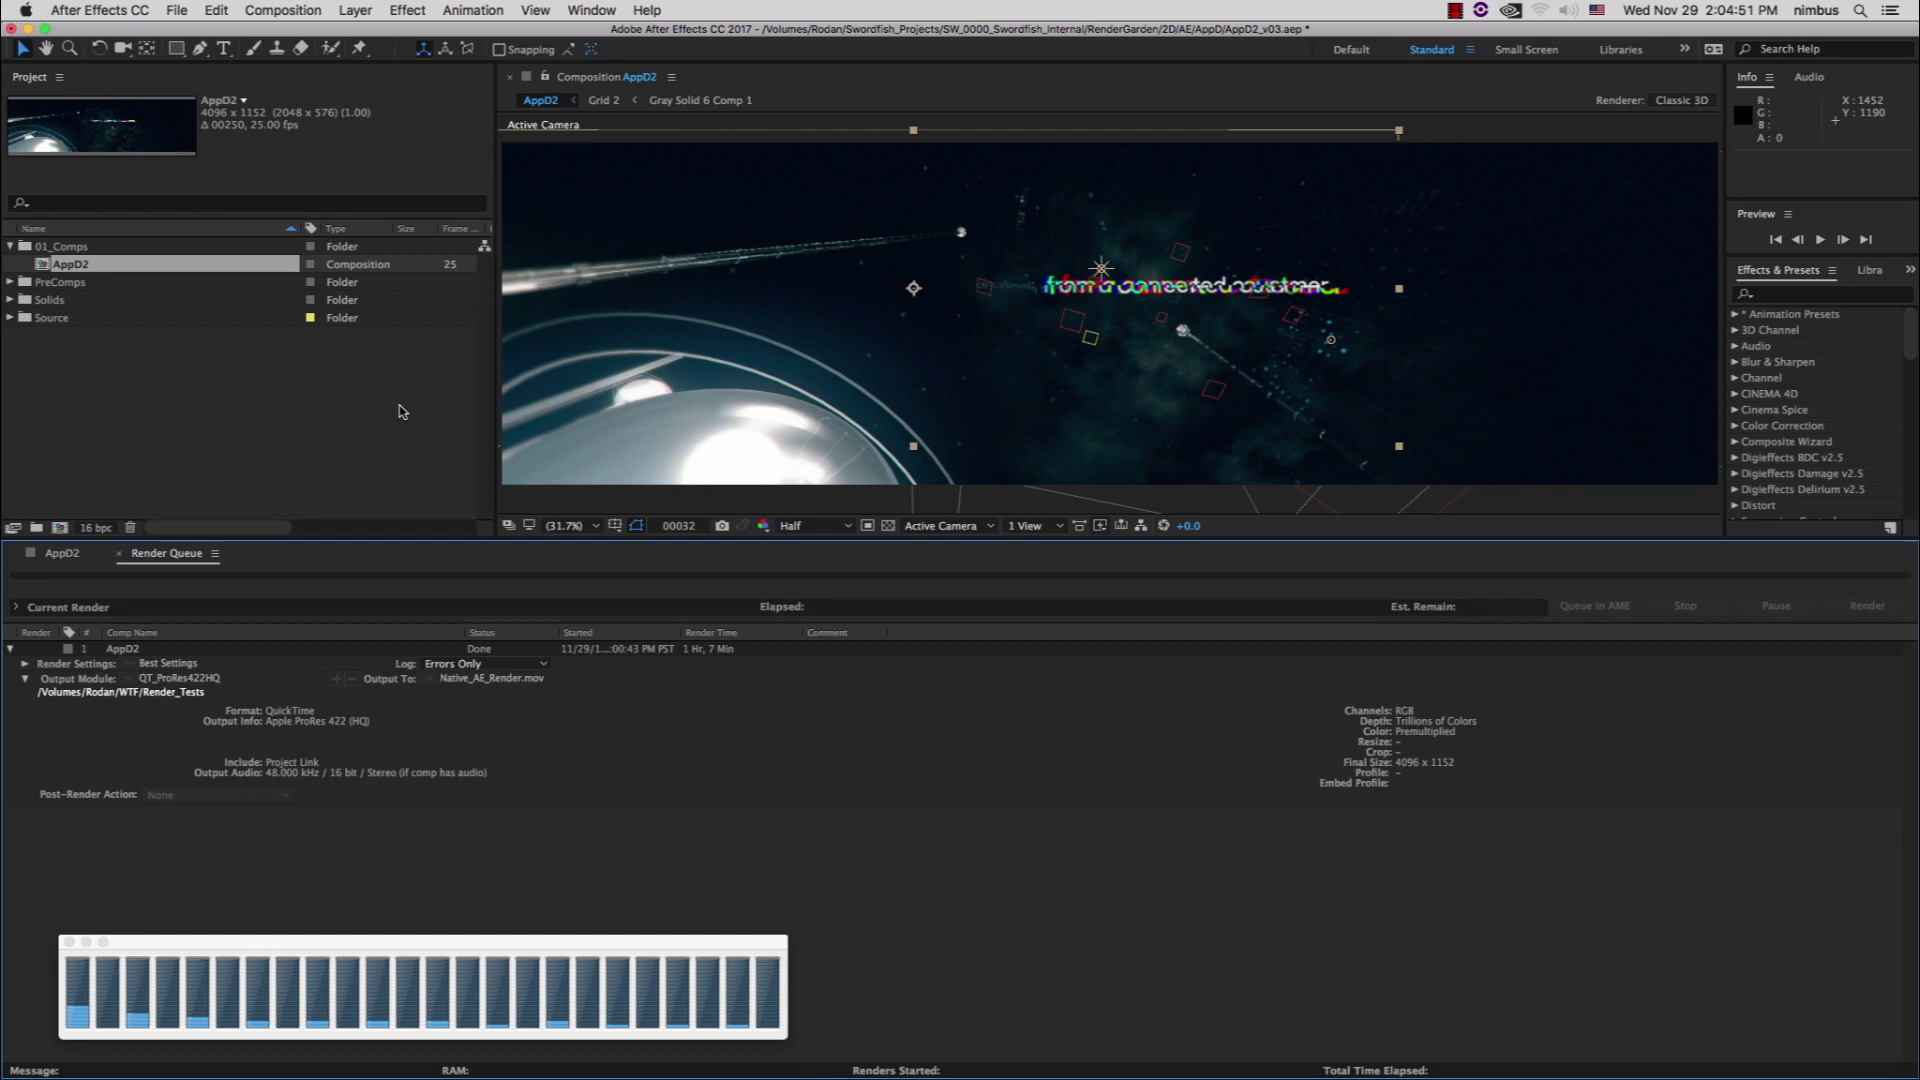 After Effects CC File Edit Composition Layer Effect Animation View Window Help Wed Nov 29 2:04:51 PM nimbus
Adobe After Effects CC 2017 - /Volumes/Rodan/Swordfish_Projects/SW_0000_Swordfish_Internal/RenderGarden/2D/AE/AppD/AppD2_v03.aep *
Snapping Default Standard Small Screen Libraries Search Help
Project Composition AppD2 Info Audio
AppD2
4096 x 1152 (2048 x 576) (1.00)
Δ 00250, 25.00 fps
AppD2 Grid 2 Gray Solid 6 Comp 1 Renderer: Classic 3D
R: X : 1452
G: Y : 1190
B:
A: 0
Active Camera
Name Type Size Frame ...
01_Comps Folder
AppD2 Composition 25
PreComps Folder
Solids Folder
Source Folder
from a connected customer.
Preview
Effects & Presets Libra
* Animation Presets
3D Channel
Audio
Blur & Sharpen
Channel
CINEMA 4D
Cinema Spice
Color Correction
Composite Wizard
Digieffects BDC v2.5
Digieffects Damage v2.5
Digieffects Delirium v2.5
Distort
16 bpc (31.7%) 00032 Half Active Camera 1 View +0.0
AppD2 Render Queue
Current Render Elapsed: Est. Remain: Queue in AME Stop Pause Render
Render # Comp Name Status Started Render Time Comment
1 AppD2 Done 11/29/1...:00:43 PM PST 1 Hr, 7 Min
Render Settings: Best Settings Log: Errors Only
Output Module: QT_ProRes422HQ Output To: Native_AE_Render.mov
/Volumes/Rodan/WTF/Render_Tests
Format: QuickTime Channels: RGB
Output Info: Apple ProRes 422 (HQ) Depth: Trillions of Colors
Color: Premultiplied
Resize: -
Crop: -
Include: Project Link Final Size: 4096 x 1152
Output Audio: 48.000 kHz / 16 bit / Stereo (if comp has audio) Profile: -
Embed Profile:
Post-Render Action: None
Message: RAM: Renders Started: Total Time Elapsed: